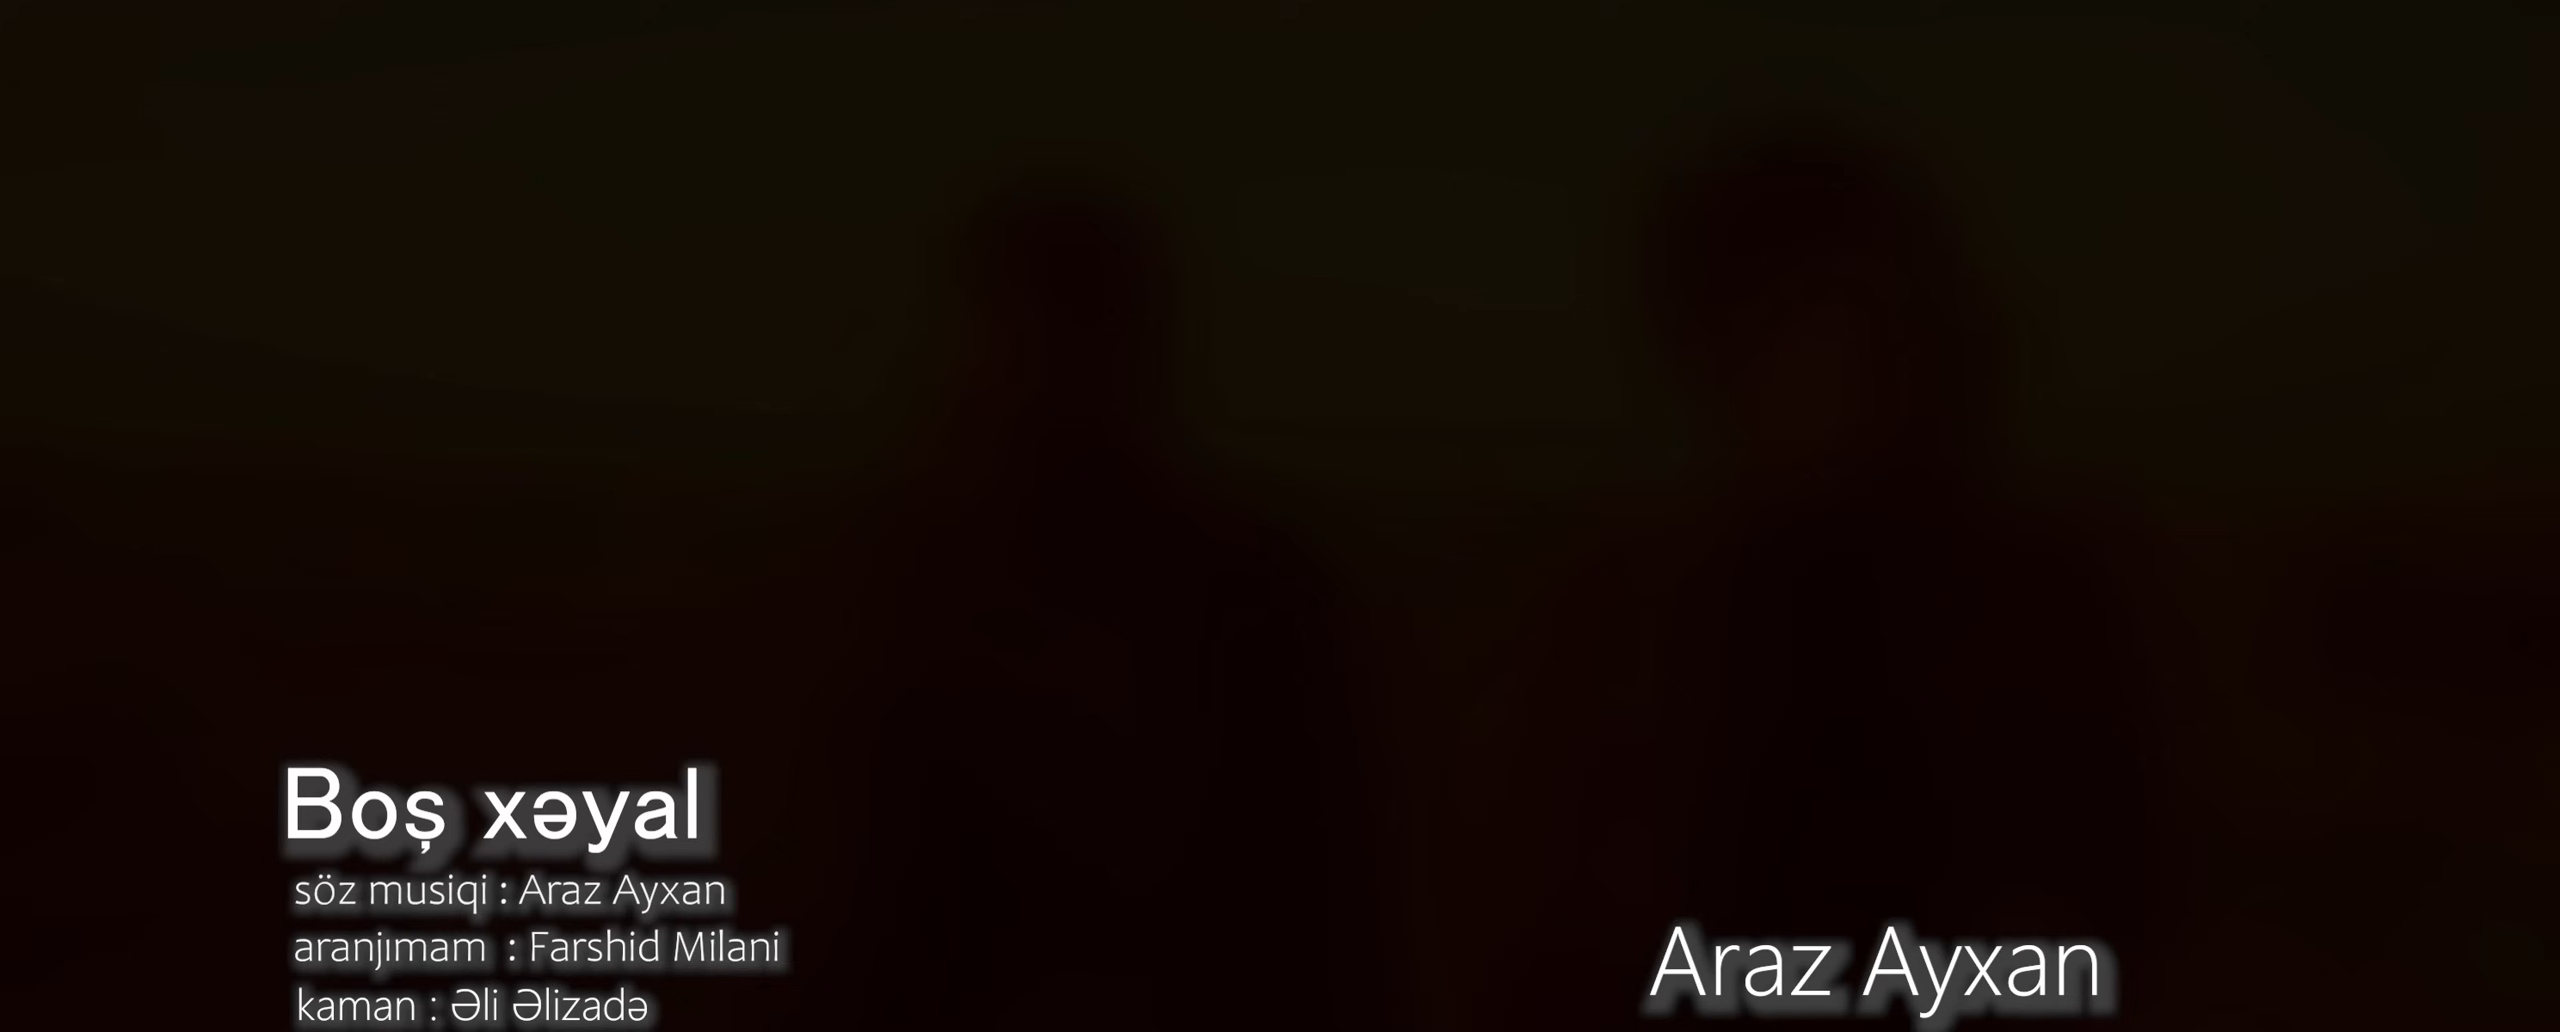 Boş xəyal
söz musiqi : Araz Ayxan
aranjımam : Farshid Milani
kaman : Əli Əlizadə
Araz Ayxan